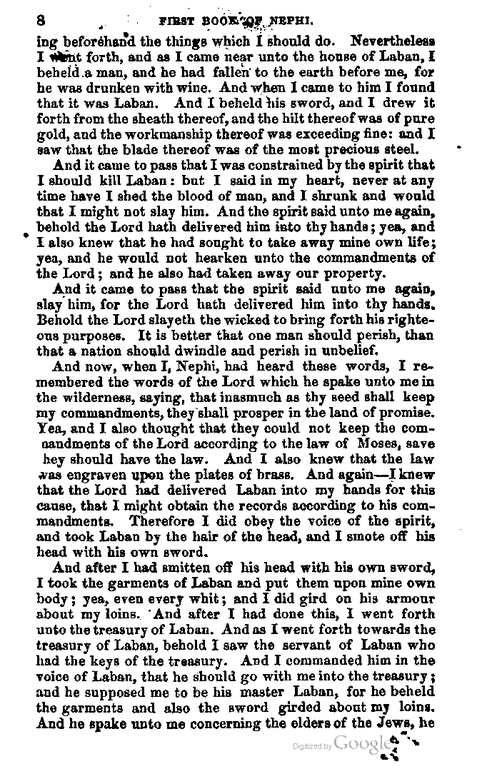 8 FIRST BOOK OF NEPHI.
ing beforehand the things which I should do. Nevertheless
I went forth, and as I came near unto the house of Laban, I
beheld a man, and he had fallen to the earth before me, for
he was drunken with wine. And when I came to him I found
that it was Laban. And I beheld his sword, and I drew it
forth from the sheath thereof, and the hilt thereof was of pure
gold, and the workmanship thereof was exceeding fine: and I
saw that the blade thereof was of the most precious steel.
And it came to pass that I was constrained by the spirit that
I should kill Laban: but I said in my heart, never at any
time have I shed the blood of man, and I shrunk and would
that I might not slay him. And the spirit said unto me again,
behold the Lord hath delivered him into thy hands; yea, and
I also knew that he had sought to take away mine own life;
yea, and he would not hearken unto the commandments of
the Lord; and he also had taken away our property.
And it came to pass that the spirit said unto me again,
slay him, for the Lord hath delivered him into thy hands.
Behold the Lord slayeth the wicked to bring forth his righte-
ous purposes. It is better that one man should perish, than
that a nation should dwindle and perish in unbelief.
And now, when I, Nephi, had heard these words, I re-
membered the words of the Lord which he spake unto me in
the wilderness, saying, that inasmuch as thy seed shall keep
my commandments, they shall prosper in the land of promise.
Yea, and I also thought that they could not keep the com-
nandments of the Lord according to the law of Moses, save
hey should have the law. And I also knew that the law
was engraven upon the plates of brass. And again—I knew
that the Lord had delivered Laban into my hands for this
cause, that I might obtain the records according to his com-
mandments. Therefore I did obey the voice of the spirit,
and took Laban by the hair of the head, and I smote off his
head with his own sword.
And after I had smitten off his head with his own sword,
I took the garments of Laban and put them upon mine own
body; yea, even every whit; and I did gird on his armour
about my loins. And after I had done this, I went forth
unto the treasury of Laban. And as I went forth towards the
treasury of Laban, behold I saw the servant of Laban who
had the keys of the treasury. And I commanded him in the
voice of Laban, that he should go with me into the treasury;
and he supposed me to be his master Laban, for he beheld
the garments and also the sword girded about my loins.
And he spake unto me concerning the elders of the Jews, he
Digitized by Google